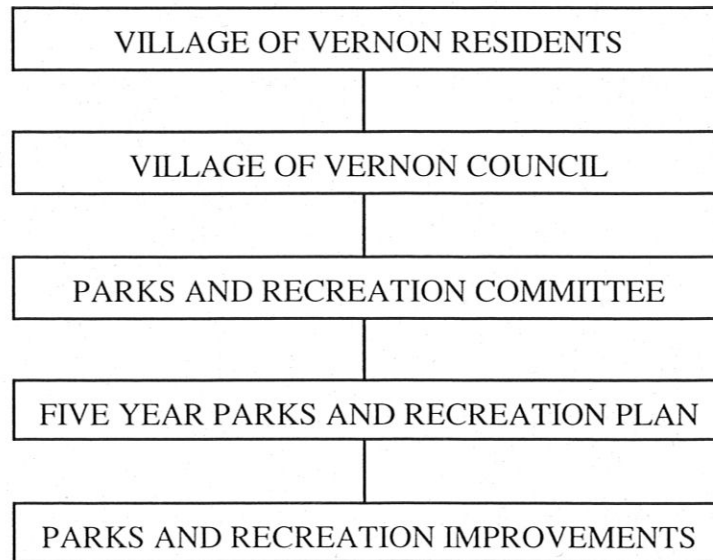 VILLAGE OF VERNON RESIDENTS
VILLAGE OF VERNON COUNCIL
PARKS AND RECREATION COMMITTEE
FIVE YEAR PARKS AND RECREATION PLAN
PARKS AND RECREATION IMPROVEMENTS